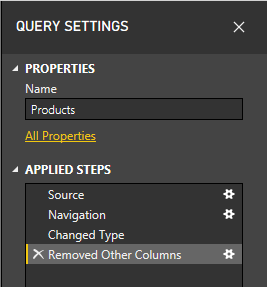 QUERY SETTINGS
PROPERTIES
Name
Products
All Properties
APPLIED STEPS
Source
Navigation
Changed Type
Removed Other Columns